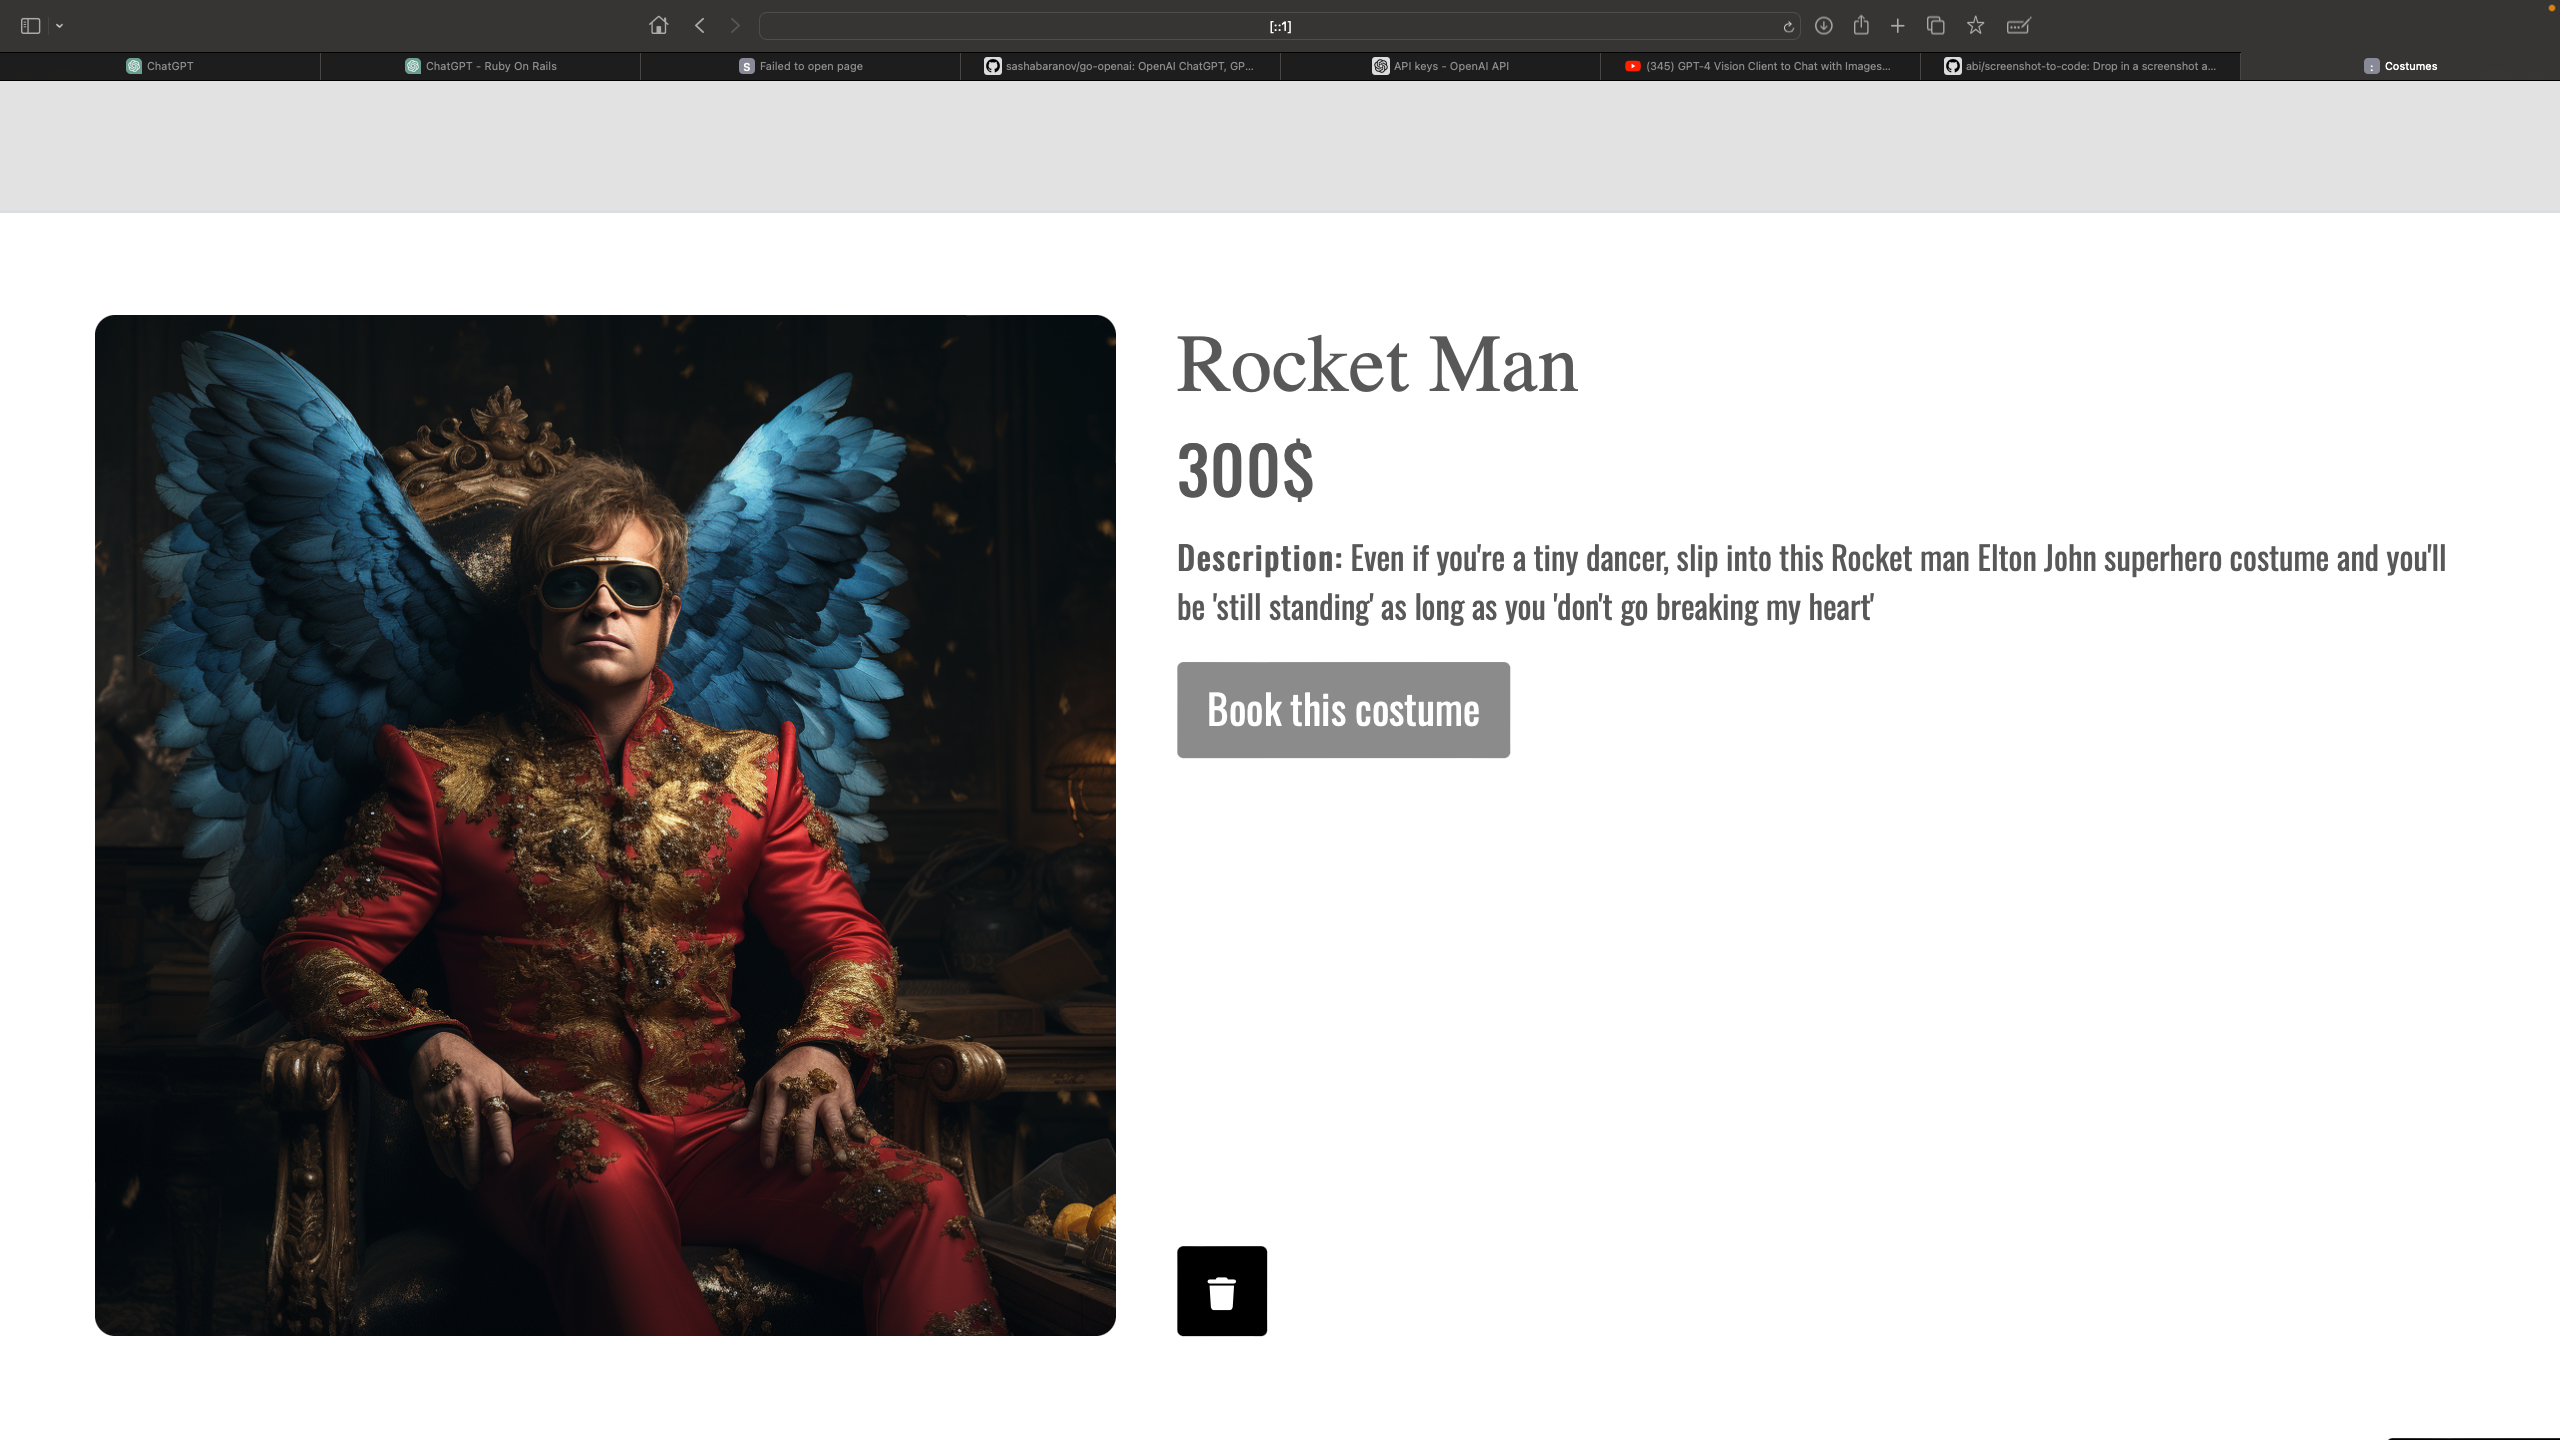 [::1]
ChatGPT
ChatGPT - Ruby On Rails
S Failed to open page
sashabaranov/go-openai: OpenAI ChatGPT, GP...
API keys - OpenAI API
(345) GPT-4 Vision Client to Chat with Images...
abi/screenshot-to-code: Drop in a screenshot a...
: Costumes
Rocket Man
300$
Description: Even if you're a tiny dancer, slip into this Rocket man Elton John superhero costume and you'll
be 'still standing' as long as you 'don't go breaking my heart'
Book this costume